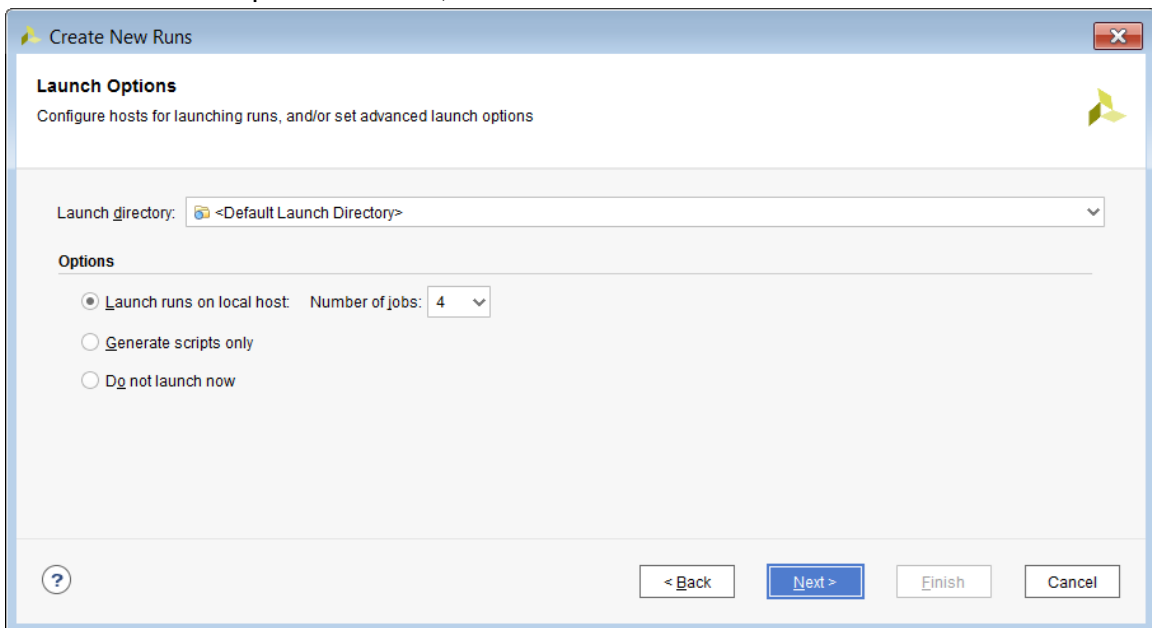 Create New Runs
Launch Options
Configure hosts for launching runs, and/or set advanced launch options
Launch directory: <Default Launch Directory>
Options
Launch runs on local host: Number of jobs: 4
Generate scripts only
Do not launch now
? < Back Next > Finish Cancel